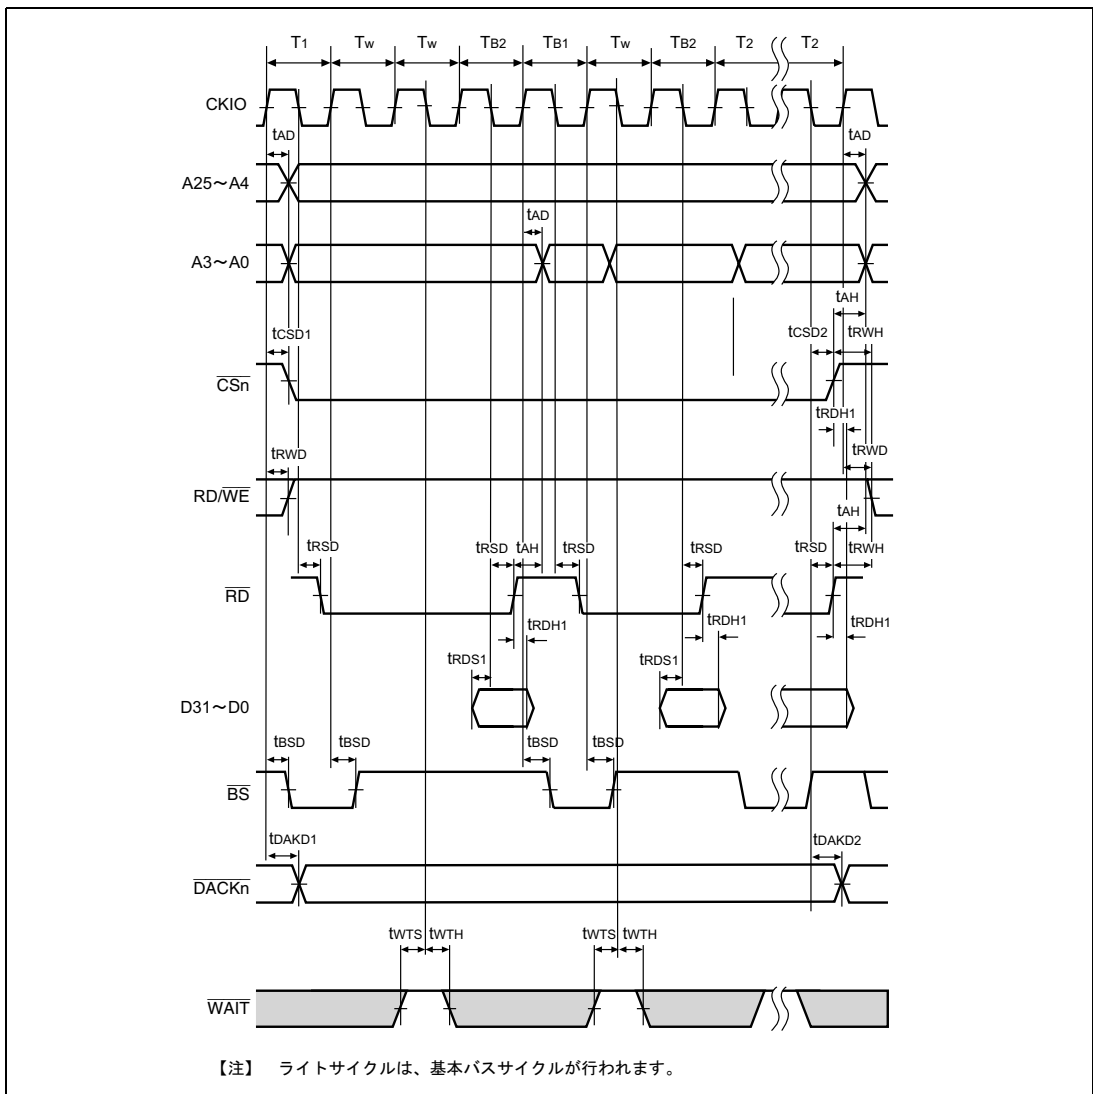 T1 Tw Tw TB2 TB1 Tw TB2 T2 T2
CKIO
tAD tAD
A25～A4
tAD
A3～A0
tAH
tCSD1 tCSD2 tRWH
CSn
tRDH1
tRWD tRWD
RD/WE
tAH
tRSD tRSD tAH tRSD tRSD tRSD tRWH
RD
tRDH1 tRDH1 tRDH1
tRDS1 tRDS1
D31～D0
tBSD tBSD tBSD tBSD
BS
tDAKD1 tDAKD2
DACKn
tWTS tWTH tWTS tWTH
WAIT
【注】 ライトサイクルは、基本バスサイクルが行われます。